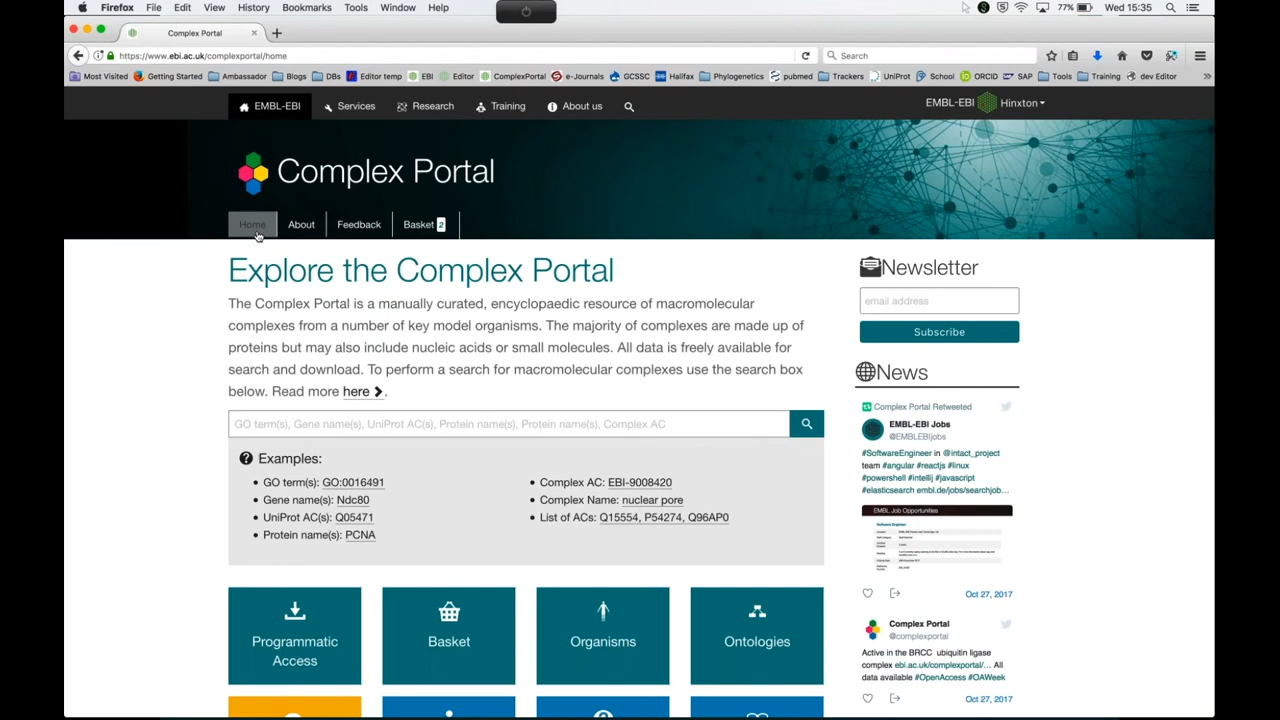 Firefox File Edit View History Bookmarks Tools Window Help 77% Wed 15:35
Complex Portal
https://www.ebi.ac.uk/complexportal/home Search
Most Visited Getting Started Ambassador Blogs DBs Editor temp EBI Editor ComplexPortal e-Journals GCSSC Halifax Phylogenetics pubmed Trackers UniProt School ORCID SAP Tools Training dev Editor
EMBL-EBI Services Research Training About us EMBL-EBI Hinxton
Complex Portal
Home About Feedback Basket 2
Explore the Complex Portal
The Complex Portal is a manually curated, encyclopaedic resource of macromolecular
complexes from a number of key model organisms. The majority of complexes are made up of
proteins but may also include nucleic acids or small molecules. All data is freely available for
search and download. To perform a search for macromolecular complexes use the search box
below. Read more here.
GO term(s), Gene name(s), UniProt AC(s), Protein name(s), Protein name(s), Complex AC
Examples:
GO term(s): GO:0016491
Gene name(s): Ndc80
UniProt AC(s): Q05471
Protein name(s): PCNA
Complex AC: EBI-9008420
Complex Name: nuclear pore
List of ACs: Q15554, P54274, Q96AP0
Programmatic
Access
Basket
Organisms
Ontologies
Newsletter
email address
Subscribe
News
Complex Portal Retweeted
EMBL-EBI Jobs
@EMBLEBIjobs
#SoftwareEngineer in @intact_project
team #angular #reactjs #linux
#powershell #intellij #javascript
#elasticsearch embl.de/jobs/searchjob…
EMBL Job Opportunities
Software Engineer
Oct 27, 2017
Complex Portal
@complexportal
Active in the BRCC ubiquitin ligase
complex ebi.ac.uk/complexportal/… All
data available #OpenAccess #OAWeek
Oct 27, 2017